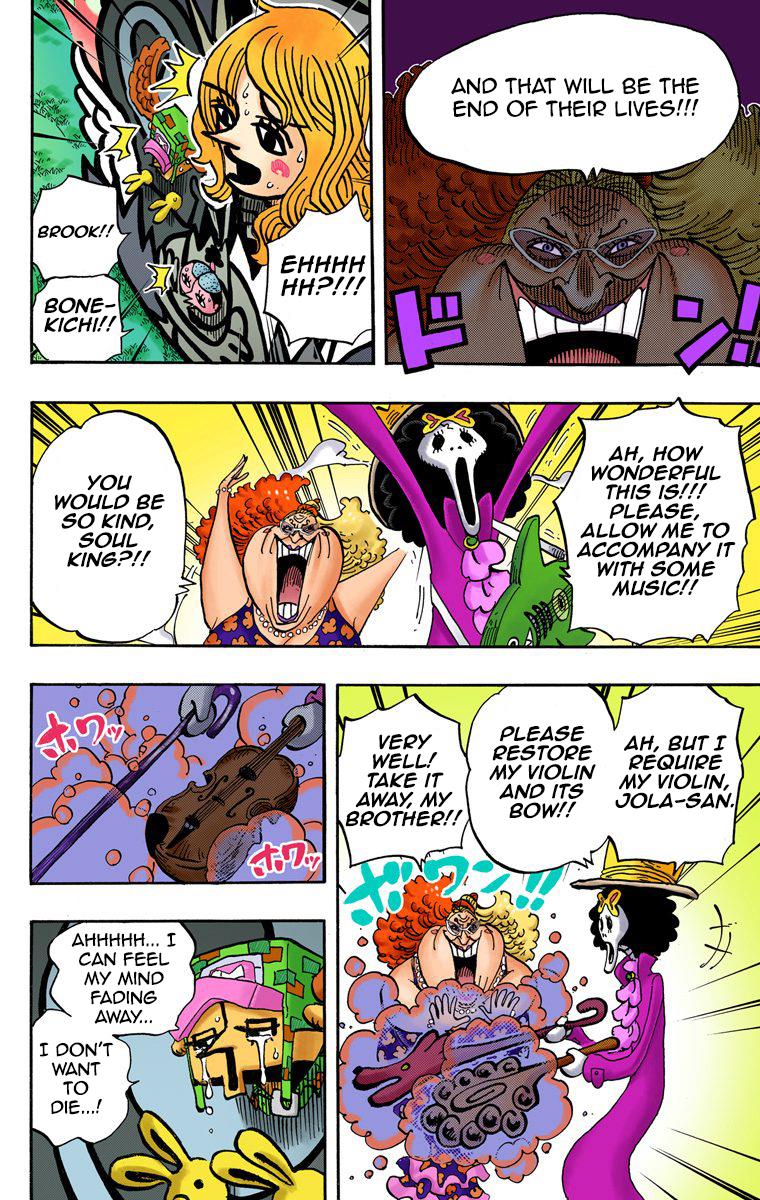 AND THAT WILL BE THE
END OF THEIR LIVES!!!
ドン!!
EHHHH
HH?!!!
BROOK!!
BONE-
KICHI!!
AH, HOW
WONDERFUL
THIS IS!!!
PLEASE,
ALLOW ME TO
ACCOMPANY IT
WITH SOME
MUSIC!!
YOU
WOULD BE
SO KIND,
SOUL
KING?!!
AH, BUT I
REQUIRE
MY VIOLIN,
JOLA-SAN.
PLEASE
RESTORE
MY VIOLIN
AND ITS
BOW!!
VERY
WELL!
TAKE IT
AWAY, MY
BROTHER!!
ボワン!!
ホワッ
ホワッ
AHHHHH... I
CAN FEEL
MY MIND
FADING
AWAY...
I DON'T
WANT
TO
DIE...!